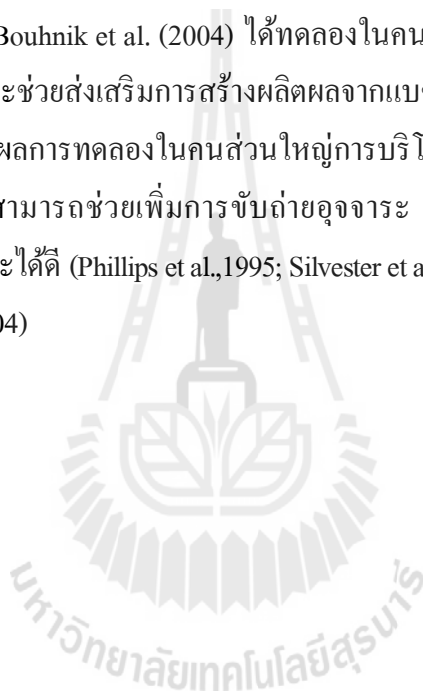 Bouhnik et al. (2004) ได้ทดลองในคน
ะช่วยส่งเสริมการสร้างผลิตผลจากแบ
ผลการทดลองในคนส่วนใหญ่การบริโ
สามารถช่วยเพิ่มการขับถ่ายอุจจาระ
ะได้ดี (Phillips et al.,1995; Silvester et a
04)
มหาวิทยาลัยเทคโนโลยีสุรนารี